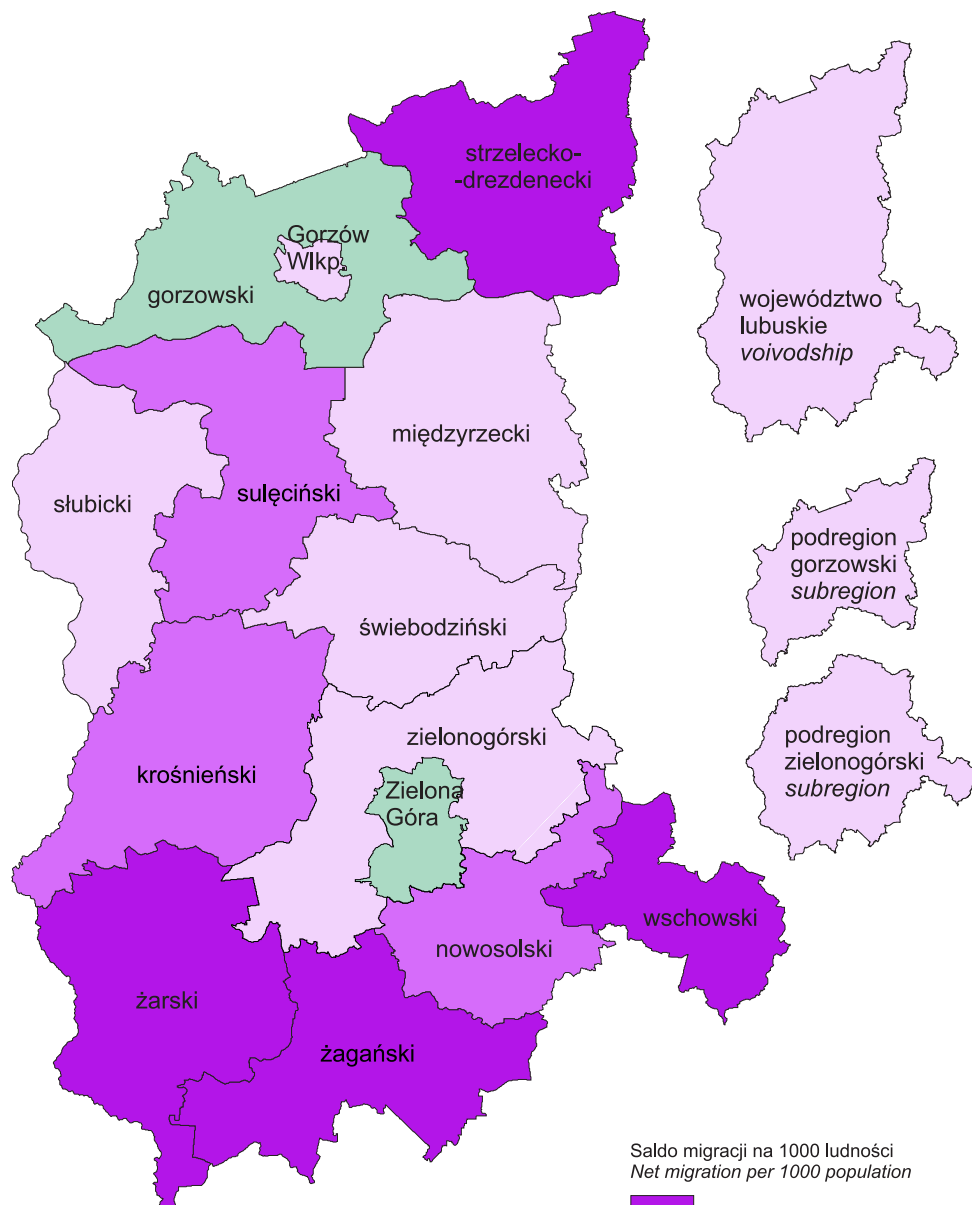 strzelecko-
-drezdenecki
Gorzów
Wlkp.
gorzowski
województwo
lubuskie
voivodship
międzyrzecki
słubicki
sulęciński
podregion
gorzowski
subregion
świebodziński
zielonogórski
podregion
zielonogórski
subregion
krośnieński
Zielona
Góra
wschowski
nowosolski
żarski
żagański
Saldo migracji na 1000 ludności
Net migration per 1000 population